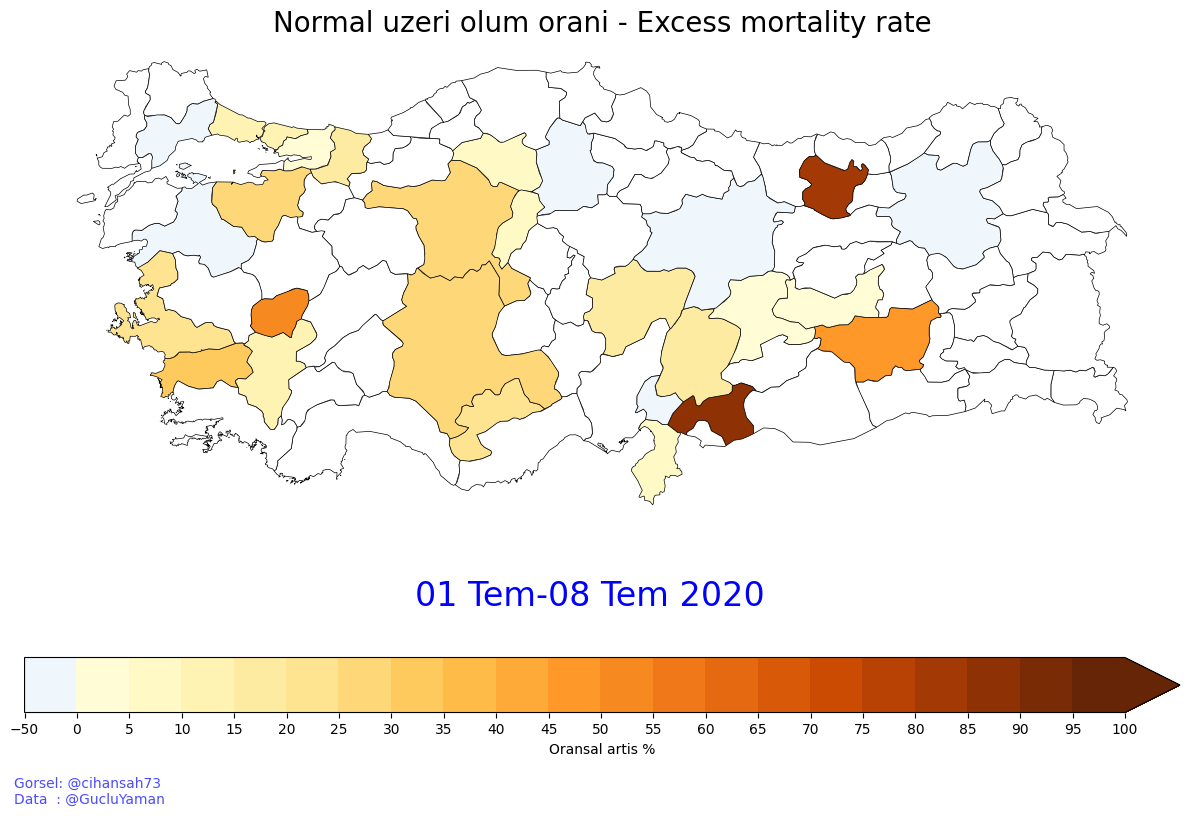 Normal uzeri olum orani - Excess mortality rate
01 Tem-08 Tem 2020
−50 0 5 10 15 20 25 30 35 40 45 50 55 60 65 70 75 80 85 90 95 100
Oransal artis %
Gorsel: @cihansah73
Data : @GucluYaman